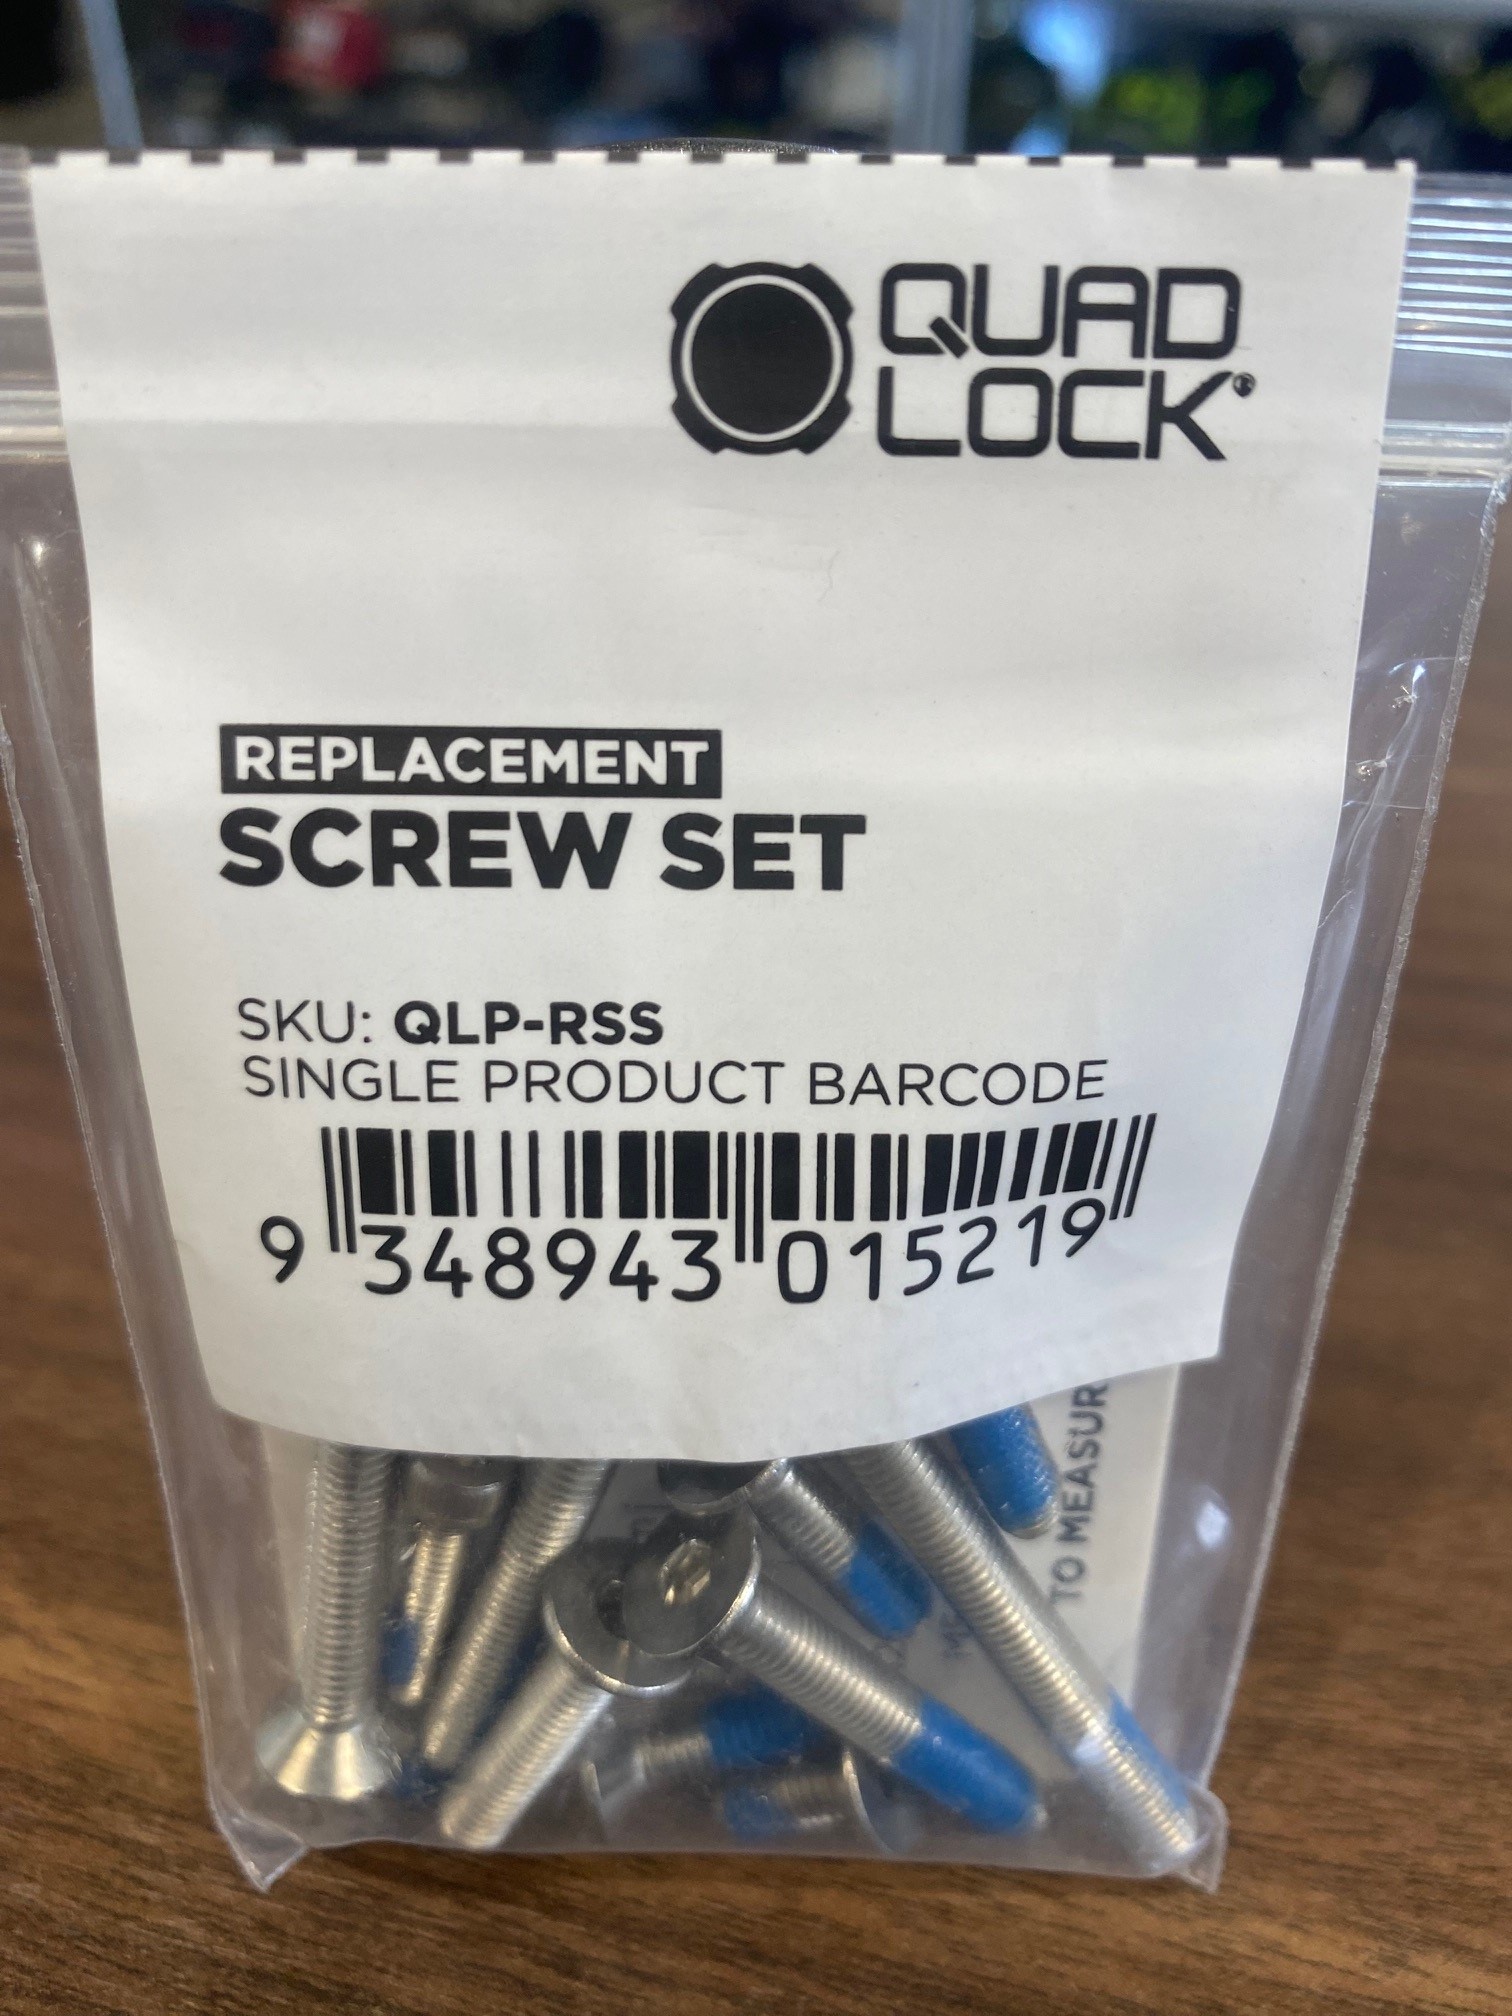 QUAD
LOCK®
REPLACEMENT
SCREW SET
SKU: QLP-RSS
SINGLE PRODUCT BARCODE
9 348943 015219
TO MEASUR